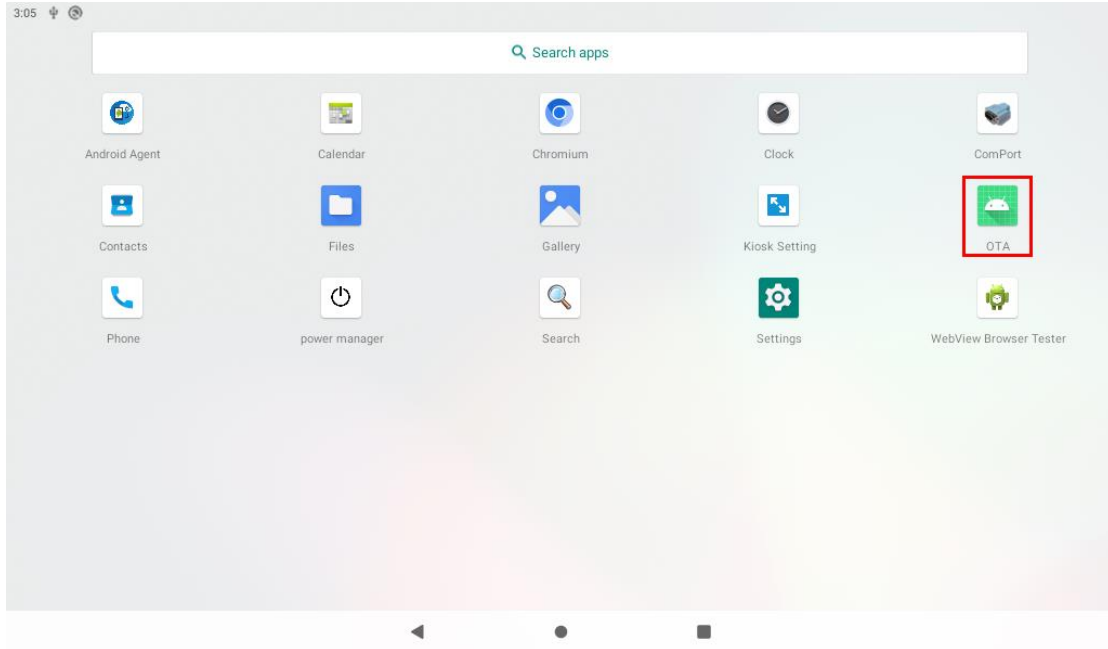 3:05
Search apps
Android Agent
Calendar
Chromium
Clock
ComPort
Contacts
Files
Gallery
Kiosk Setting
OTA
Phone
power manager
Search
Settings
WebView Browser Tester